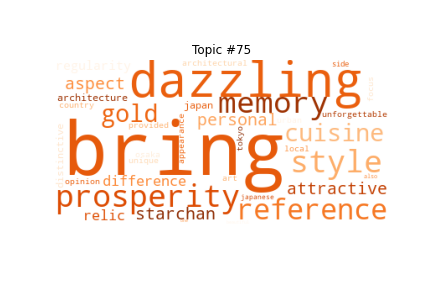 Topic #75
regularity
architectural
side
aspect
dazzling
country
architecture
gold
japan
memory
unforgettable
provided
personal
appearance
tokyo
cuisine
local
distinctive
bring
unique
style
opinion
difference
art
also
prosperity
japanese
attractive
relic
starchan
reference